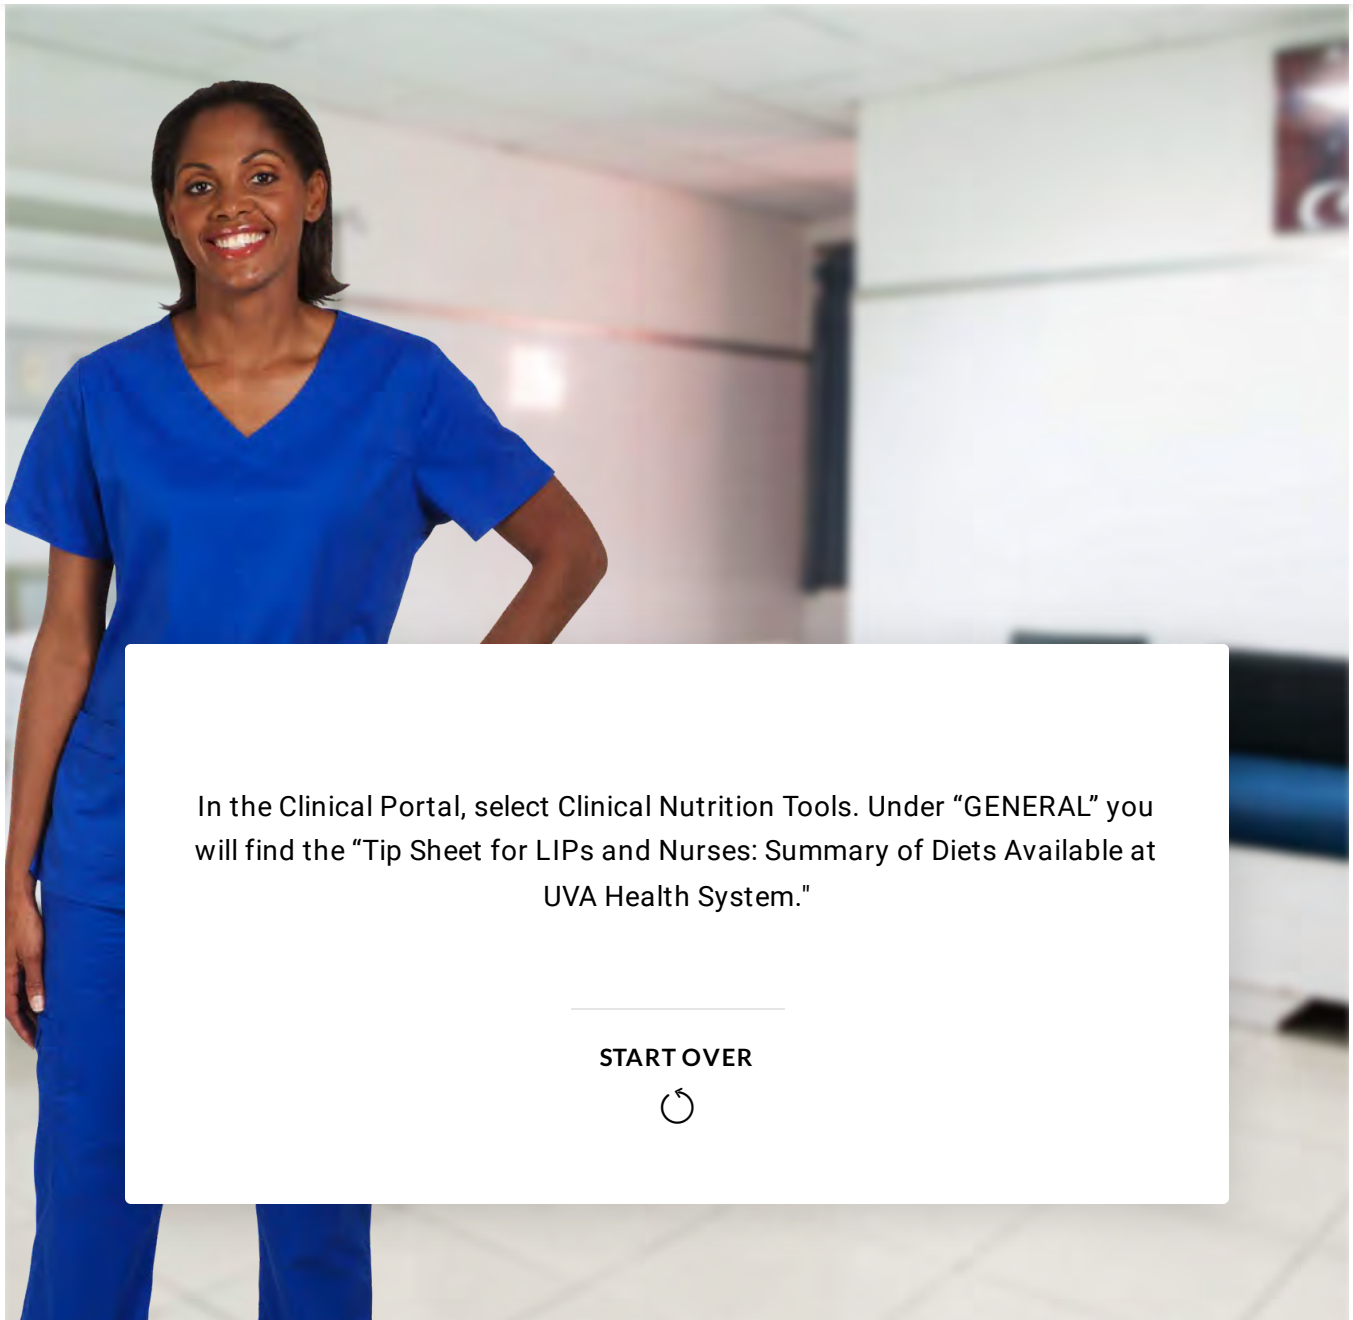 In the Clinical Portal, select Clinical Nutrition Tools. Under “GENERAL” you
will find the “Tip Sheet for LIPs and Nurses: Summary of Diets Available at
UVA Health System."
START OVER